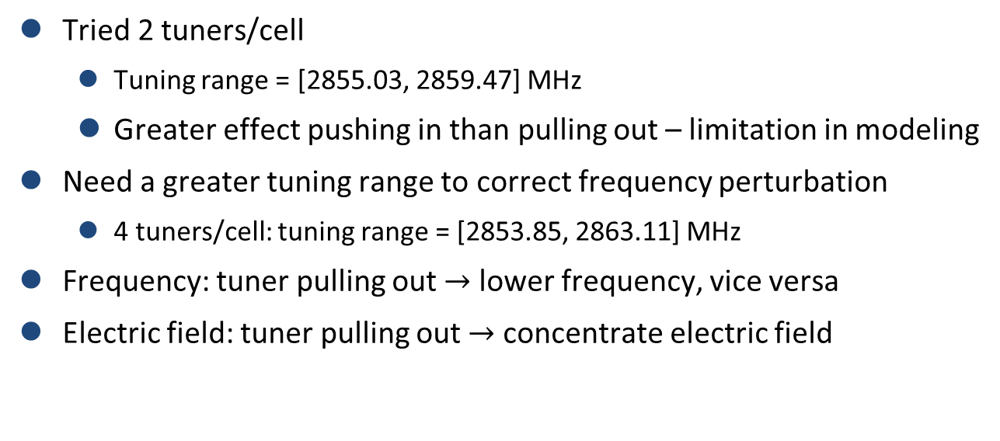 Tried 2 tuners/cell
Tuning range = [2855.03, 2859.47] MHz
Greater effect pushing in than pulling out – limitation in modeling
Need a greater tuning range to correct frequency perturbation
4 tuners/cell: tuning range = [2853.85, 2863.11] MHz
Frequency: tuner pulling out → lower frequency, vice versa
Electric field: tuner pulling out → concentrate electric field